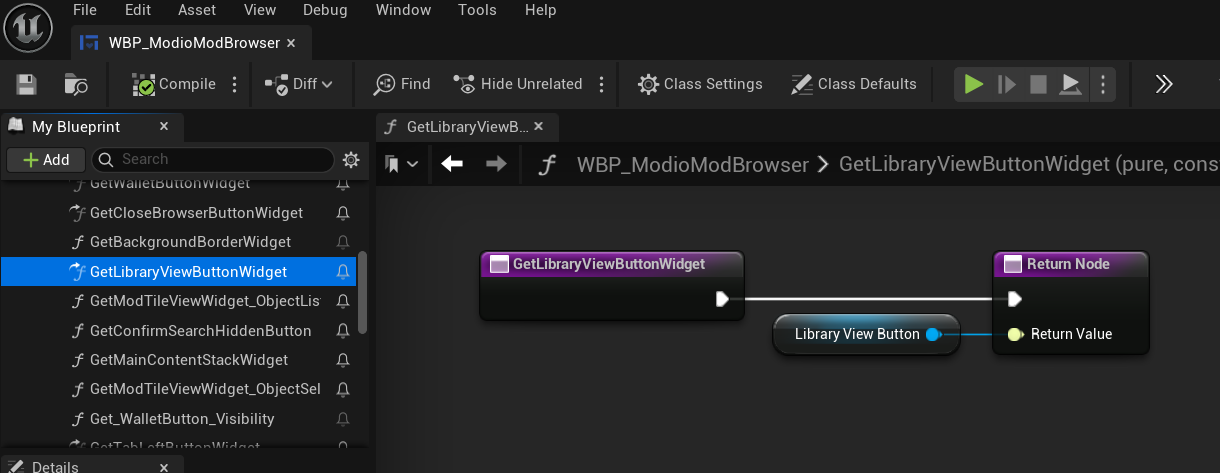 File Edit Asset View Debug Window Tools Help
WBP_ModioModBrowser
Compile Diff Find Hide Unrelated Class Settings Class Defaults
My Blueprint
GetLibraryViewB...
Add
Search
WBP_ModioModBrowser > GetLibraryViewButtonWidget (pure, cons
GetWalletButtonWidget
GetCloseBrowserButtonWidget
GetBackgroundBorderWidget
GetLibraryViewButtonWidget
GetModTileViewWidget_ObjectLis
GetConfirmSearchHiddenButton
GetMainContentStackWidget
GetModTileViewWidget_ObjectSel
Get_WalletButton_Visibility
GetTabLeftButtonWidget
Details
GetLibraryViewButtonWidget
Return Node
Library View Button
Return Value